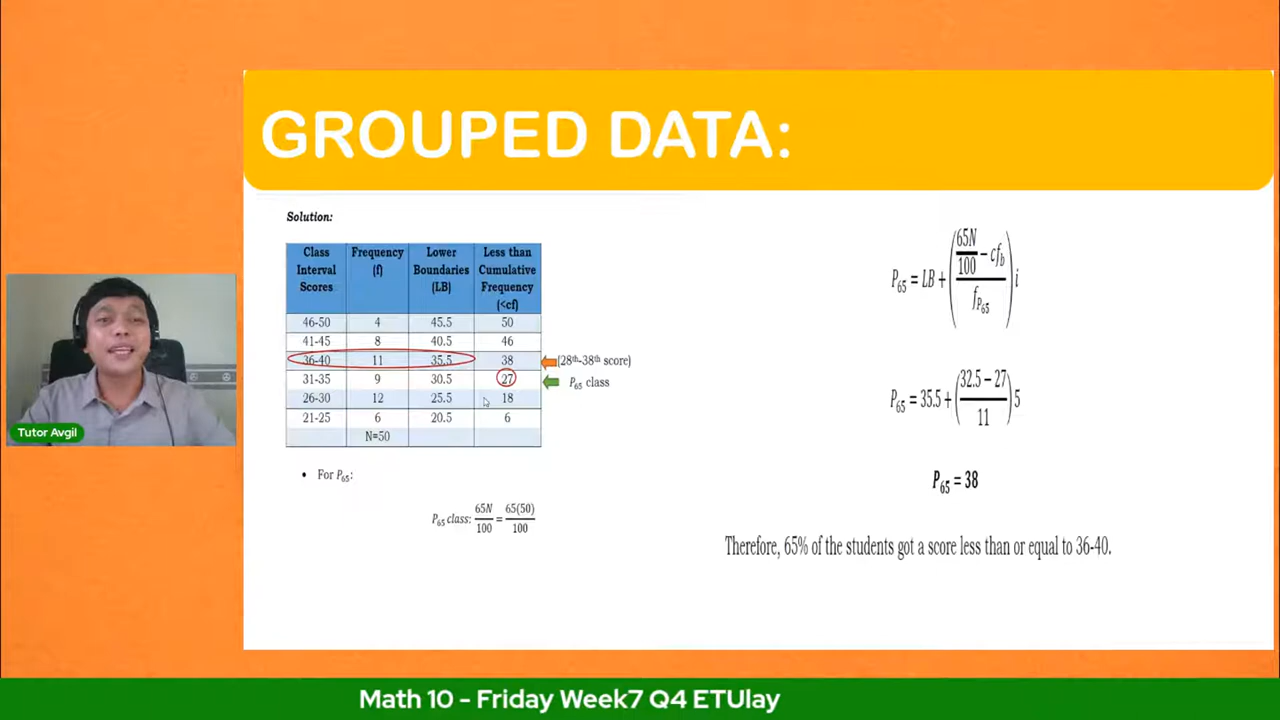 GROUPED DATA:
Solution:
Class Interval Scores | Frequency (f) | Lower Boundaries (LB) | Less than Cumulative Frequency (<cf)
46-50 | 4 | 45.5 | 50
41-45 | 8 | 40.5 | 46
36-40 | 11 | 35.5 | 38 (28th-38th score)
31-35 | 9 | 30.5 | 27 P65 class
26-30 | 12 | 25.5 | 18
21-25 | 6 | 20.5 | 6
N=50
• For P65:
P65 class: 65N/100 = 65(50)/100
P65 = LB + ((65N/100 − cfb)/fP65) i
P65 = 35.5 + ((32.5 − 27)/11) 5
P65 = 38
Therefore, 65% of the students got a score less than or equal to 36-40.
Tutor Avgil
Math 10 - Friday Week7 Q4 ETUlay